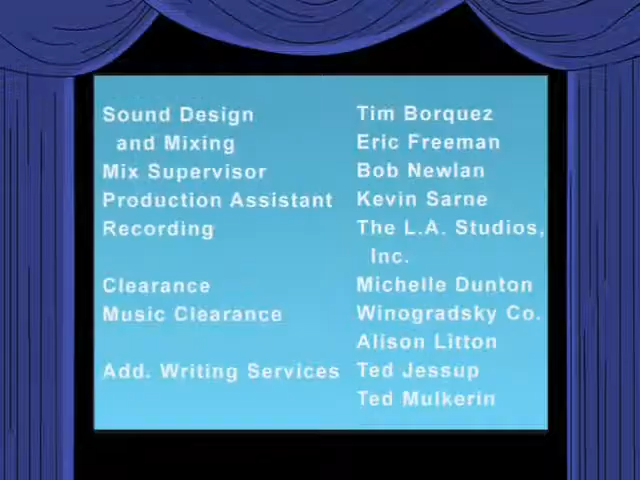 Sound Design Tim Borquez
and Mixing Eric Freeman
Mix Supervisor Bob Newlan
Production Assistant Kevin Sarne
Recording The L.A. Studios,
Inc.
Clearance Michelle Dunton
Music Clearance Winogradsky Co.
Alison Litton
Add. Writing Services Ted Jessup
Ted Mulkerin